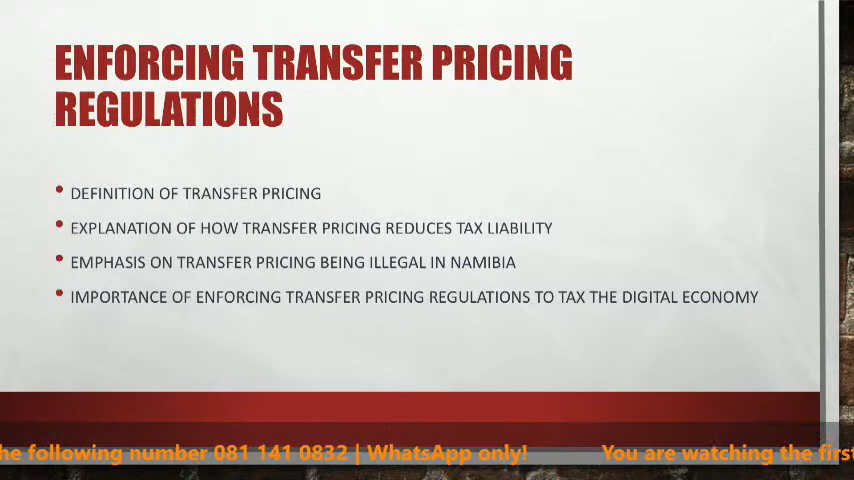 ENFORCING TRANSFER PRICING
REGULATIONS
• DEFINITION OF TRANSFER PRICING
• EXPLANATION OF HOW TRANSFER PRICING REDUCES TAX LIABILITY
• EMPHASIS ON TRANSFER PRICING BEING ILLEGAL IN NAMIBIA
• IMPORTANCE OF ENFORCING TRANSFER PRICING REGULATIONS TO TAX THE DIGITAL ECONOMY
he following number 081 141 0832 | WhatsApp only! You are watching the first